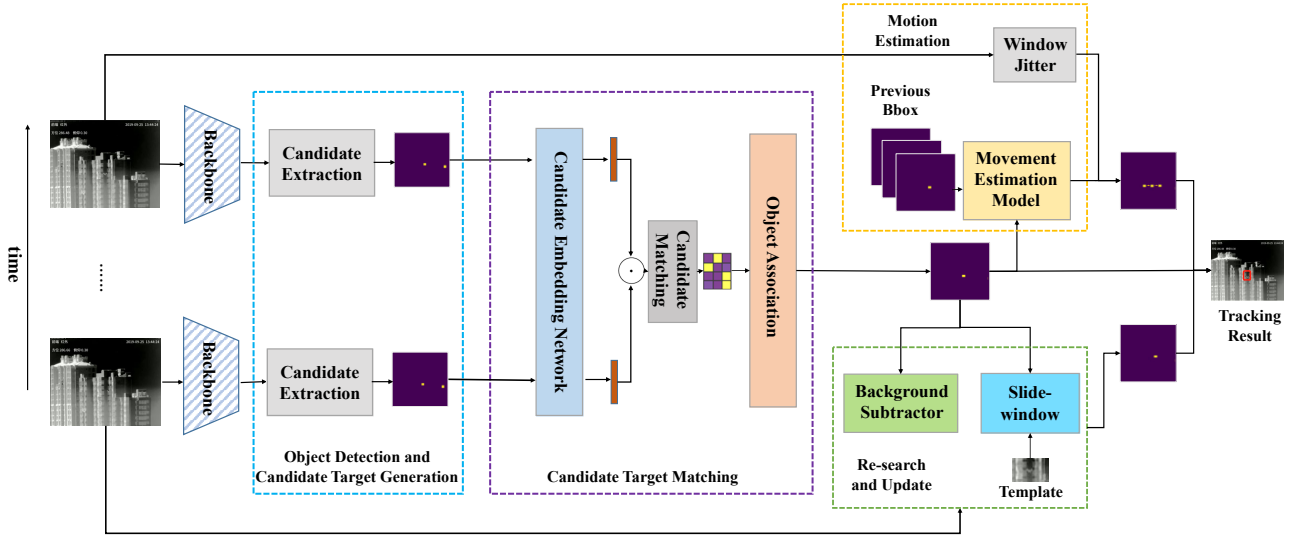 time
......
Backbone
Backbone
Candidate
Extraction
Candidate
Extraction
Object Detection and
Candidate Target Generation
Candidate Embedding Network
Candidate
Matching
Object Association
Candidate Target Matching
Motion
Estimation
Window
Jitter
Previous
Bbox
Movement
Estimation
Model
Background
Subtractor
Slide-
window
Re-search
and Update
Template
Tracking
Result